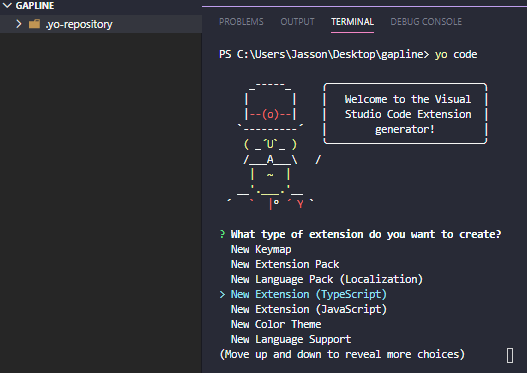 GAPLINE
.yo-repository
PROBLEMS OUTPUT TERMINAL DEBUG CONSOLE
PS C:\Users\Jasson\Desktop\gapline> yo code
Welcome to the Visual
Studio Code Extension
generator!
? What type of extension do you want to create?
New Keymap
New Extension Pack
New Language Pack (Localization)
> New Extension (TypeScript)
New Extension (JavaScript)
New Color Theme
New Language Support
(Move up and down to reveal more choices)